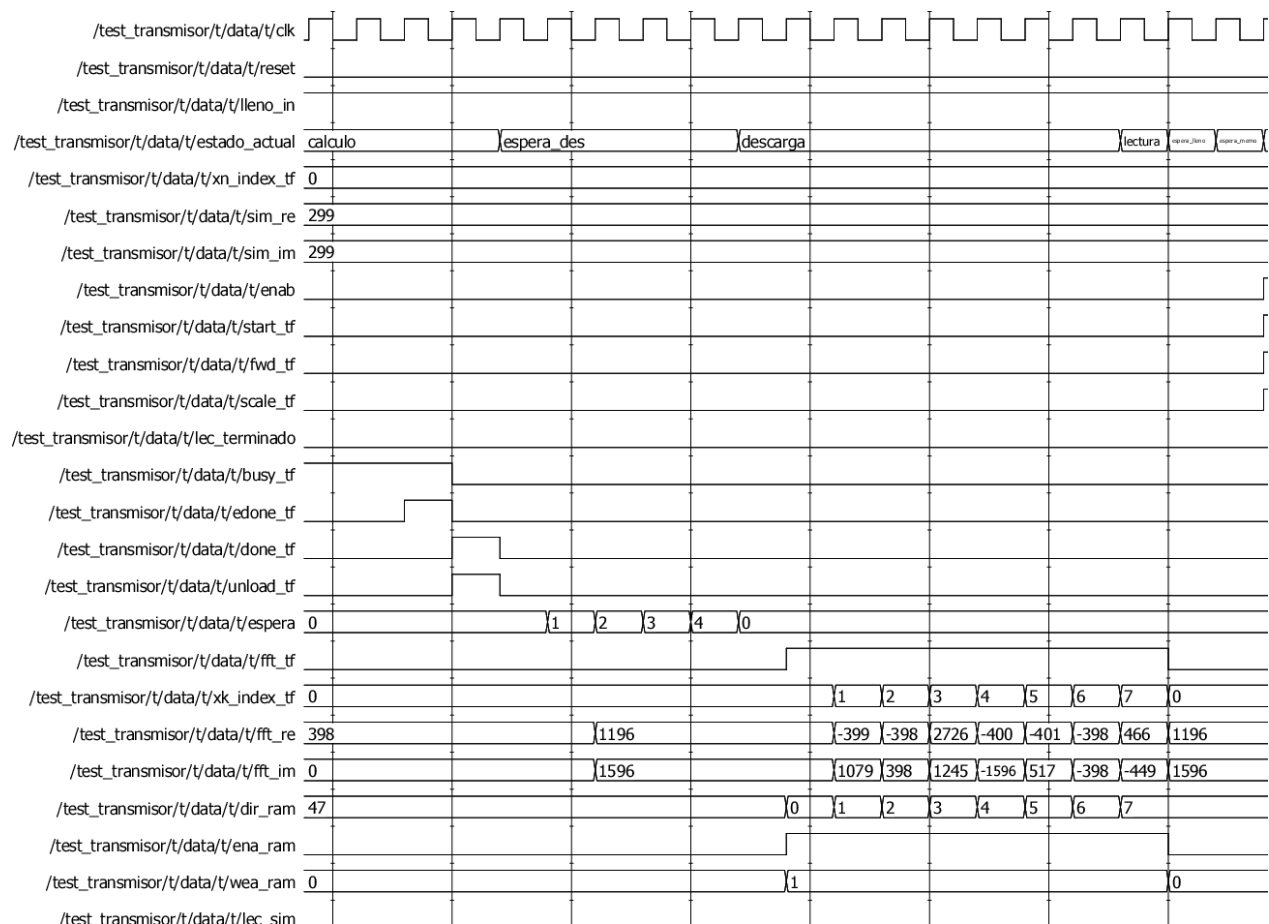 /test_transmisor/t/data/t/clk
/test_transmisor/t/data/t/reset
/test_transmisor/t/data/t/lleno_in
/test_transmisor/t/data/t/estado_actual calculo espera_des descarga lectura espera_lleno espera_memo
/test_transmisor/t/data/t/xn_index_tf 0
/test_transmisor/t/data/t/sim_re 299
/test_transmisor/t/data/t/sim_im 299
/test_transmisor/t/data/t/enab
/test_transmisor/t/data/t/start_tf
/test_transmisor/t/data/t/fwd_tf
/test_transmisor/t/data/t/scale_tf
/test_transmisor/t/data/t/lec_terminado
/test_transmisor/t/data/t/busy_tf
/test_transmisor/t/data/t/edone_tf
/test_transmisor/t/data/t/done_tf
/test_transmisor/t/data/t/unload_tf
/test_transmisor/t/data/t/espera 0 1 2 3 4 0
/test_transmisor/t/data/t/fft_tf
/test_transmisor/t/data/t/xk_index_tf 0 1 2 3 4 5 6 7 0
/test_transmisor/t/data/t/fft_re 398 1196 -399 -398 2726 -400 -401 -398 466 1196
/test_transmisor/t/data/t/fft_im 0 1596 1079 398 1245 -1596 517 -398 -449 1596
/test_transmisor/t/data/t/dir_ram 47 0 1 2 3 4 5 6 7
/test_transmisor/t/data/t/ena_ram
/test_transmisor/t/data/t/wea_ram 0 1 0
/test_transmisor/t/data/t/lec_sim